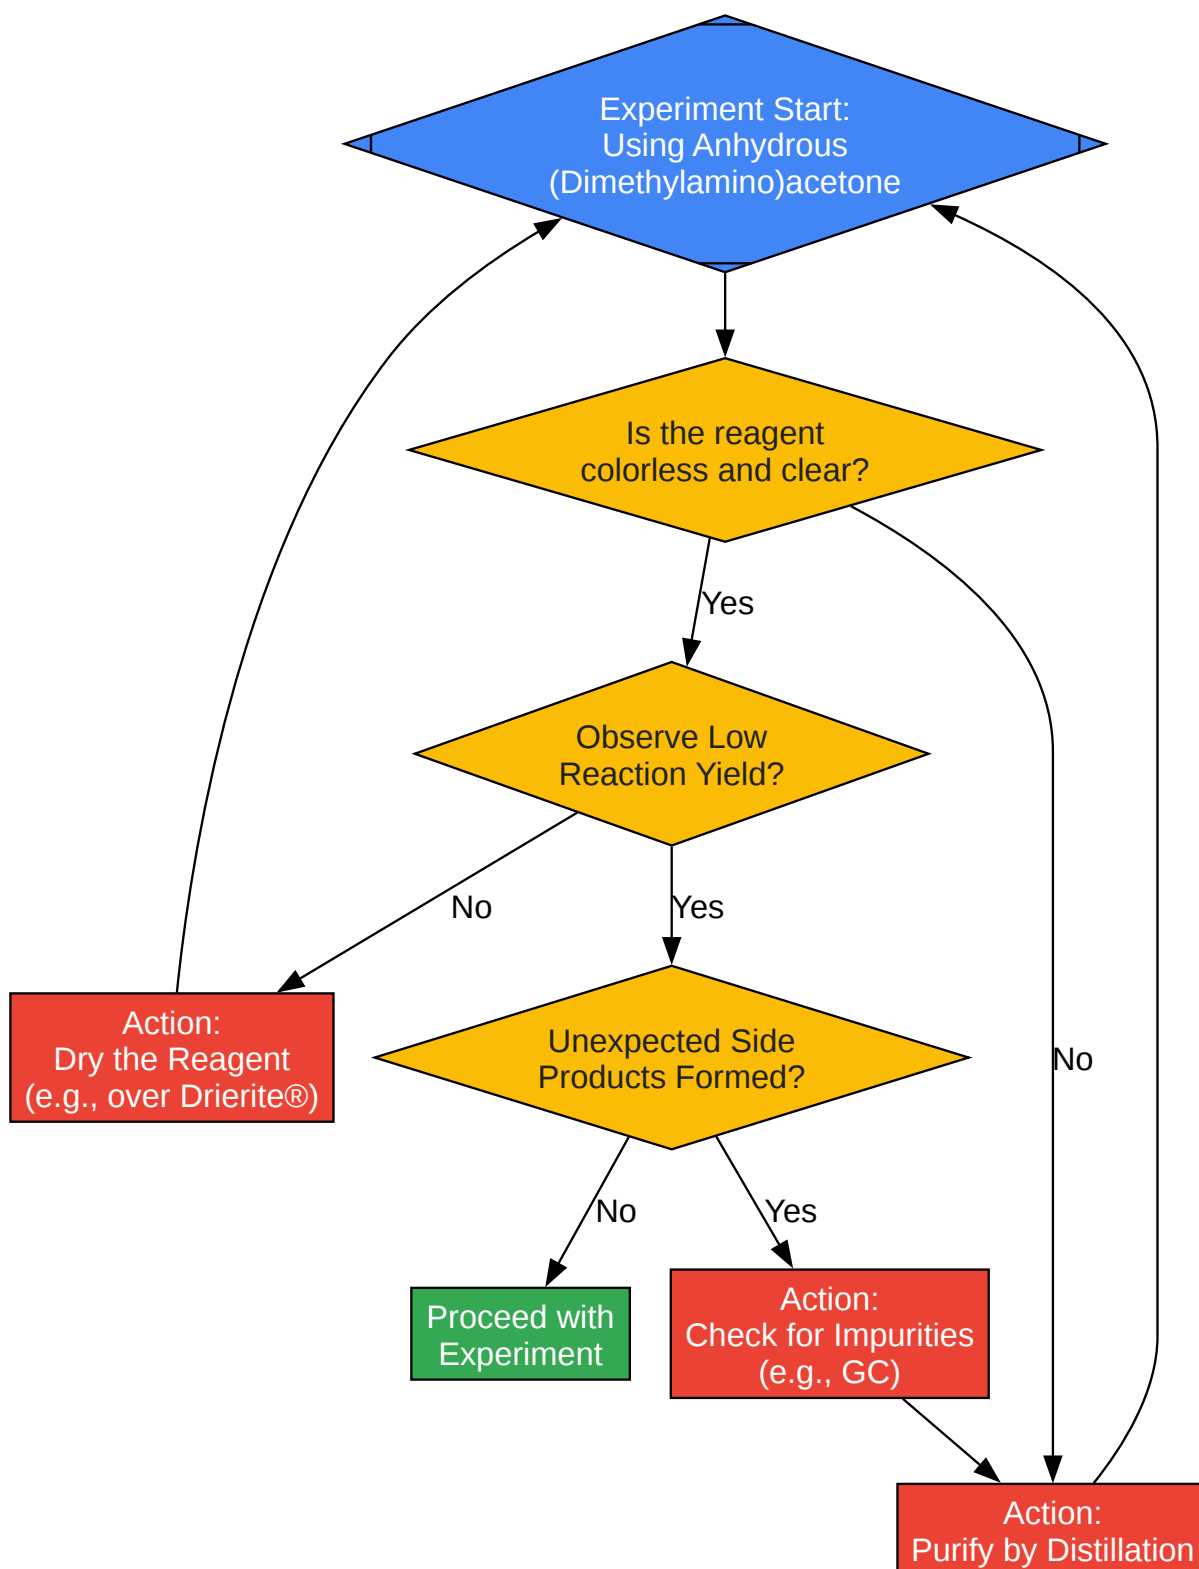 Experiment Start:
Using Anhydrous
(Dimethylamino)acetone
Is the reagent
colorless and clear?
Yes
Observe Low
Reaction Yield?
No
Yes
Action:
Dry the Reagent
(e.g., over Drierite®)
Unexpected Side
Products Formed?
No
No
Yes
Proceed with
Experiment
Action:
Check for Impurities
(e.g., GC)
Action:
Purify by Distillation